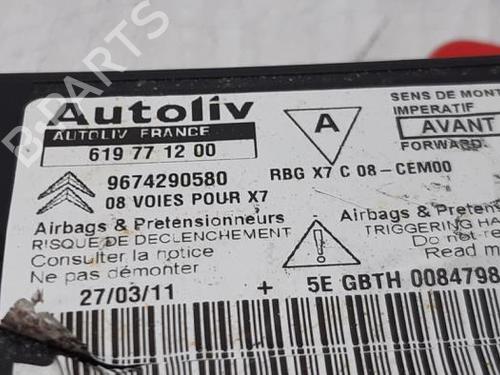 B-PARTS
Autoliv
AUTOLIV FRANCE
619 77 12 00
A
SENS DE MONT
IMPERATIF
AVANT
FORWARD
9674290580
RBG X7 C 08-CEM00
08 VOIES POUR X7
Airbags & Pretensionneurs
RISQUE DE DECLENCHEMENT
Consulter la notice
Ne pas démonter
Airbags & Pretens
TRIGGERING HA
Do not re
Read m
27/03/11 + 5E GBTH 0084798